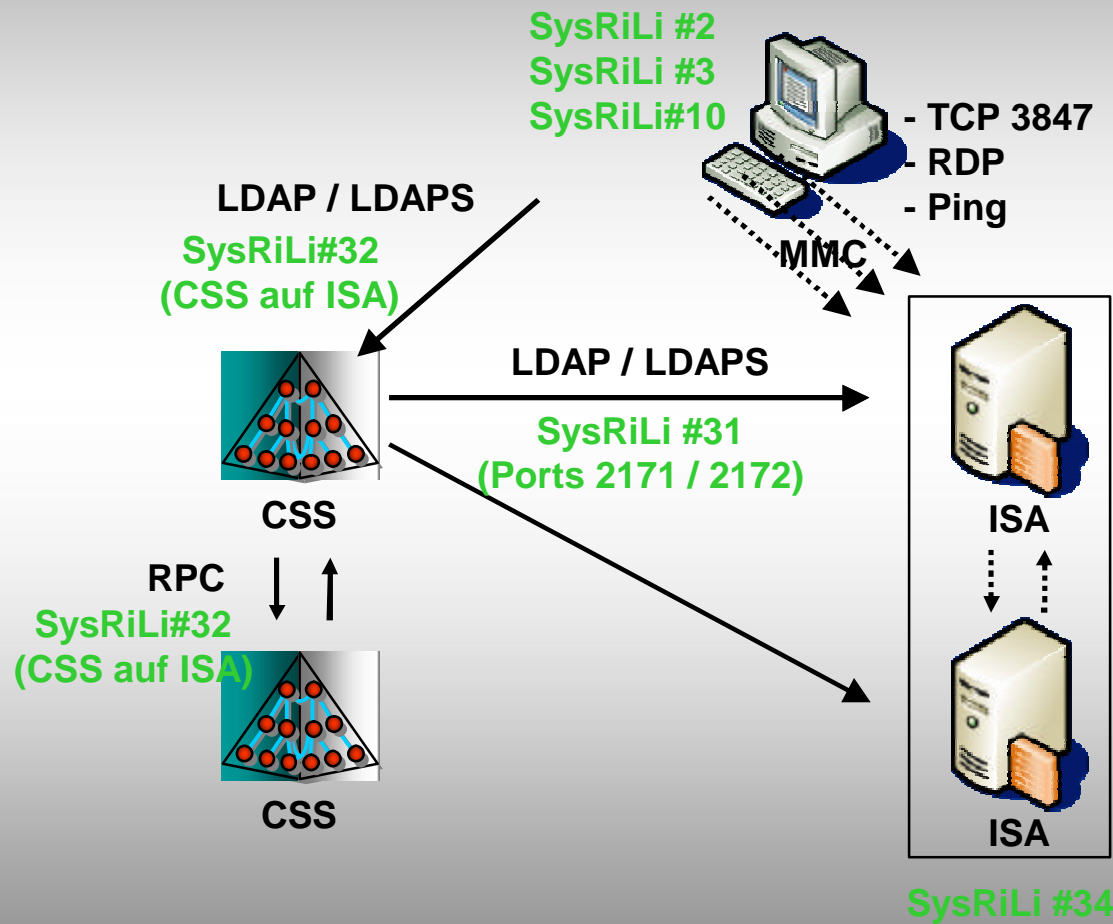 SysRiLi #2
SysRiLi #3
SysRiLi#10
- TCP 3847
- RDP
- Ping
MMC
LDAP / LDAPS
SysRiLi#32
(CSS auf ISA)
LDAP / LDAPS
SysRiLi #31
(Ports 2171 / 2172)
CSS
ISA
RPC
SysRiLi#32
(CSS auf ISA)
CSS
ISA
SysRiLi #34